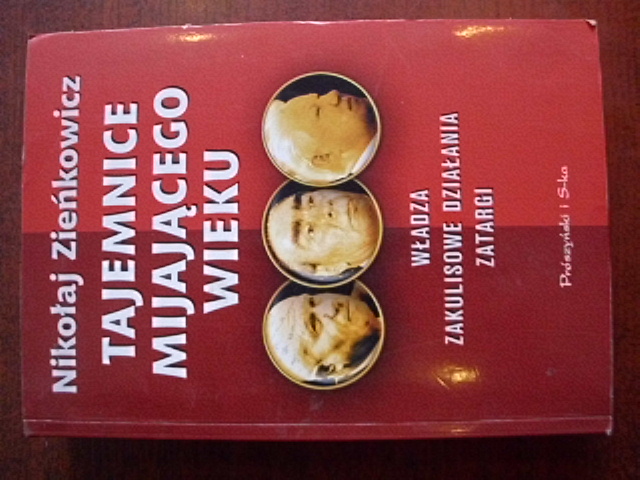 Nikołaj Zieńkowicz
TAJEMNICE
MIJAJĄCEGO
WIEKU
WŁADZA
ZAKULISOWE DZIAŁANIA
ZATARGI
Prószyński i S-ka